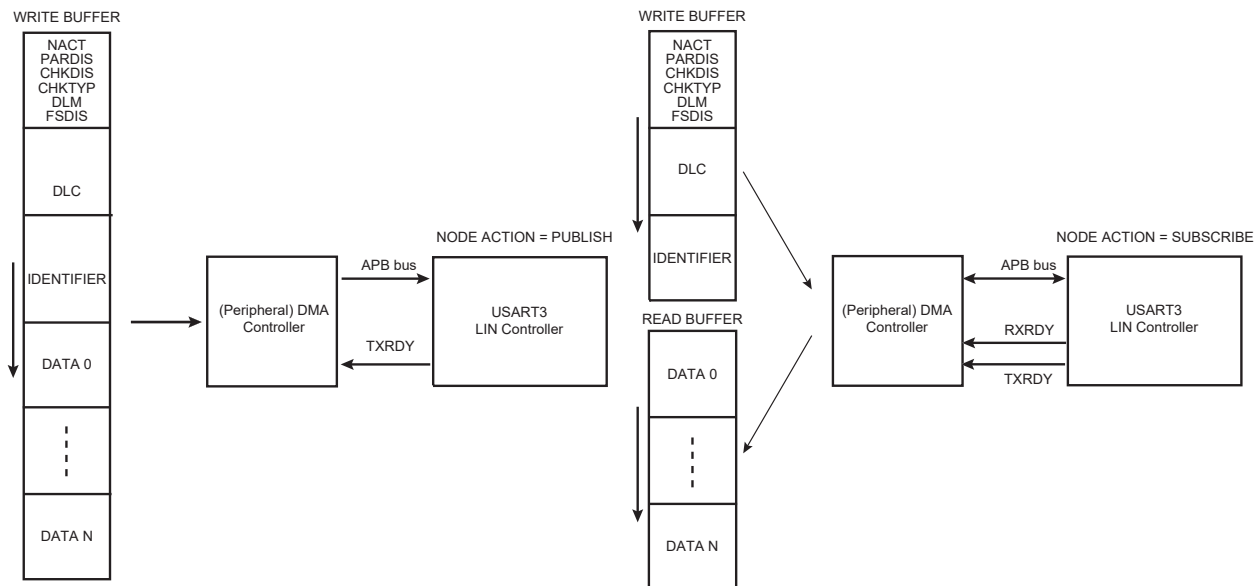 WRITE BUFFER
NACT
PARDIS
CHKDIS
CHKTYP
DLM
FSDIS
DLC
IDENTIFIER
DATA 0
DATA N
(Peripheral) DMA
Controller
APB bus
TXRDY
NODE ACTION = PUBLISH
USART3
LIN Controller
WRITE BUFFER
NACT
PARDIS
CHKDIS
CHKTYP
DLM
FSDIS
DLC
IDENTIFIER
READ BUFFER
DATA 0
DATA N
(Peripheral) DMA
Controller
APB bus
RXRDY
TXRDY
NODE ACTION = SUBSCRIBE
USART3
LIN Controller